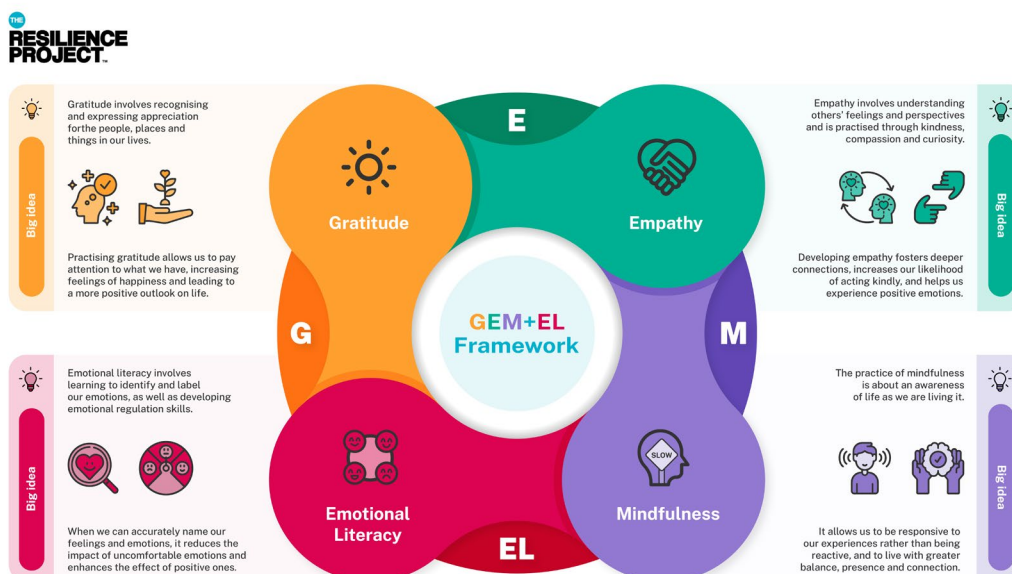 THE
RESILIENCE
PROJECT™
Big idea
Gratitude involves recognising
and expressing appreciation
forthe people, places and
things in our lives.
Practising gratitude allows us to pay
attention to what we have, increasing
feelings of happiness and leading to
a more positive outlook on life.
E
Gratitude
Empathy
G
GEM+EL
Framework
M
Emotional
Literacy
SLOW
Mindfulness
EL
Empathy involves understanding
others' feelings and perspectives
and is practised through kindness,
compassion and curiosity.
Developing empathy fosters deeper
connections, increases our likelihood
of acting kindly, and helps us
experience positive emotions.
Big idea
Big idea
Emotional literacy involves
learning to identify and label
our emotions, as well as developing
emotional regulation skills.
When we can accurately name our
feelings and emotions, it reduces the
impact of uncomfortable emotions and
enhances the effect of positive ones.
The practice of mindfulness
is about an awareness
of life as we are living it.
It allows us to be responsive to
our experiences rather than being
reactive, and to live with greater
balance, presence and connection.
Big idea